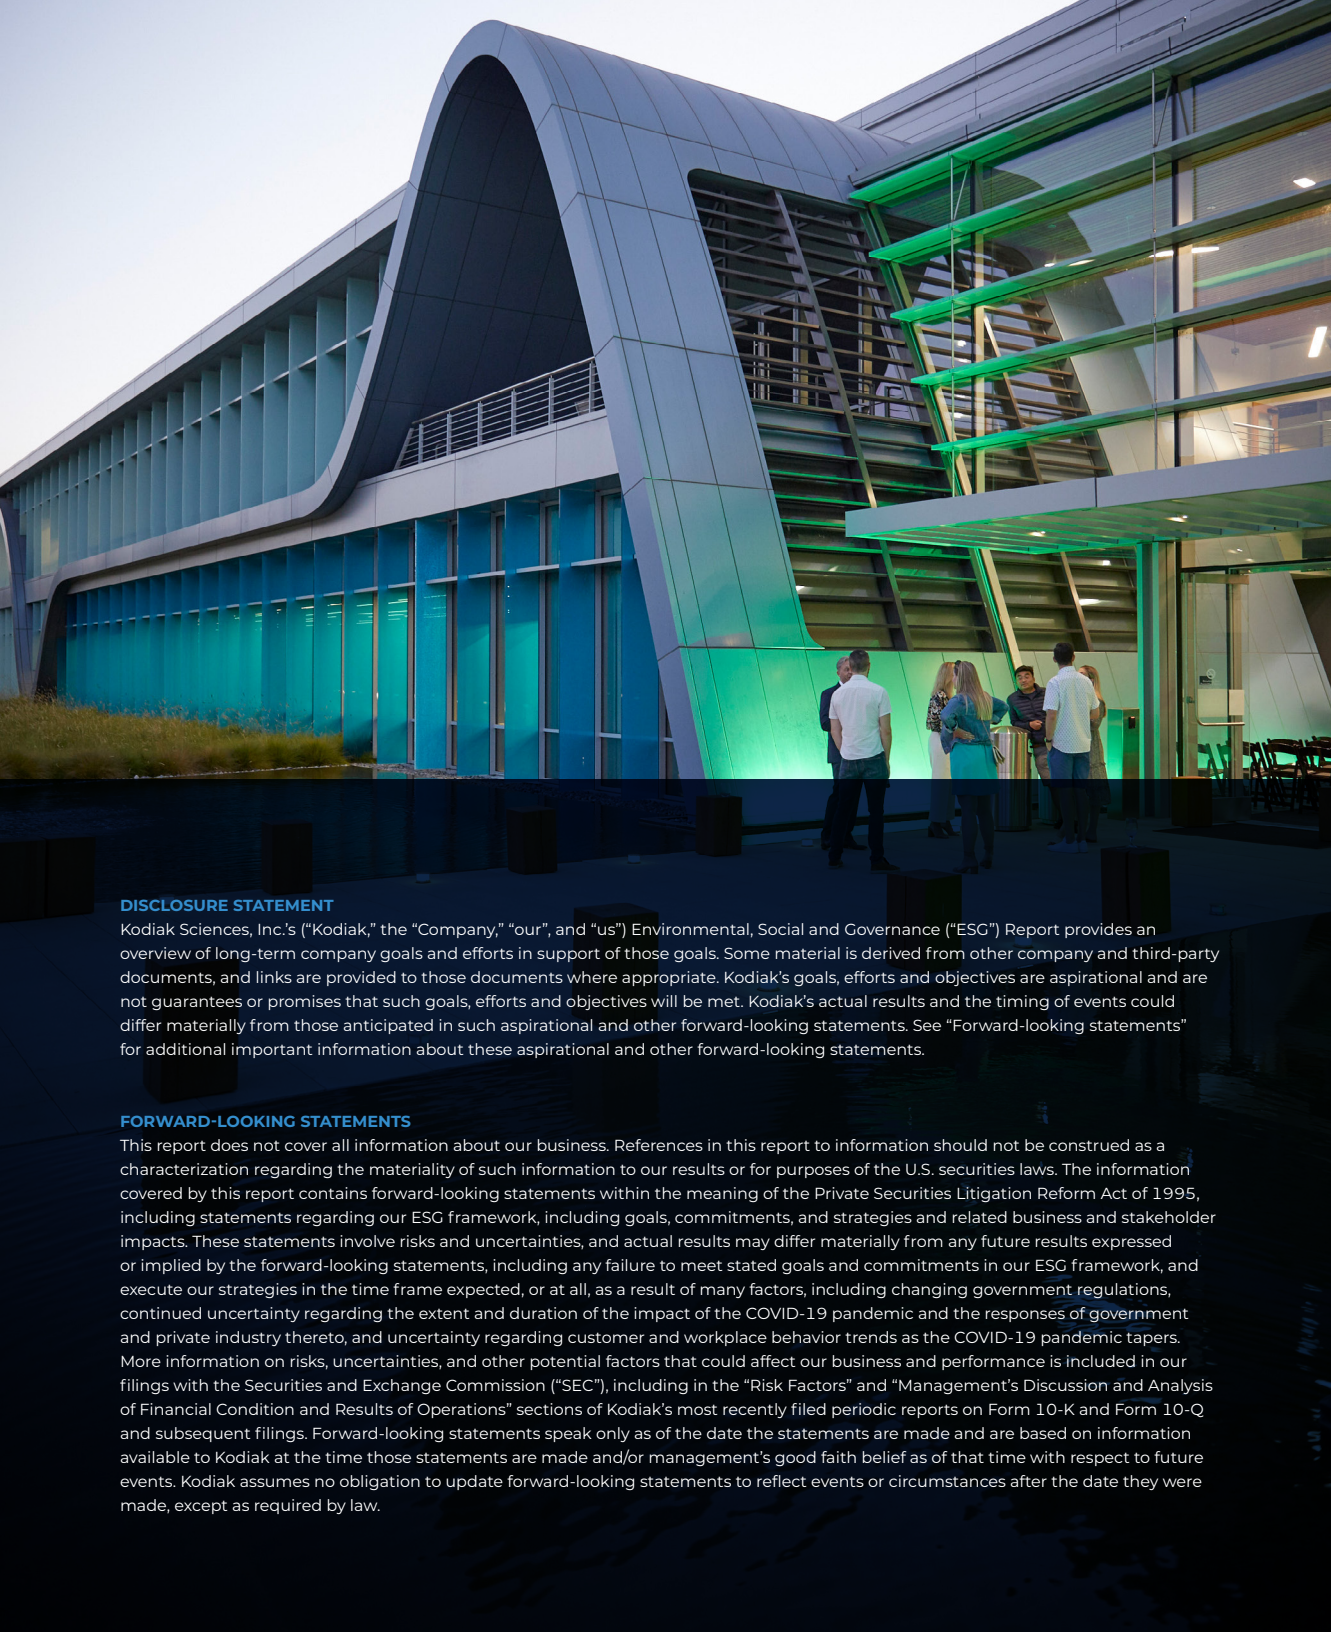 DISCLOSURE STATEMENT
Kodiak Sciences, Inc.’s (“Kodiak,” the “Company,” “our”, and “us”) Environmental, Social and Governance (“ESG”) Report provides an
overview of long-term company goals and efforts in support of those goals. Some material is derived from other company and third-party
documents, and links are provided to those documents where appropriate. Kodiak’s goals, efforts and objectives are aspirational and are
not guarantees or promises that such goals, efforts and objectives will be met. Kodiak’s actual results and the timing of events could
differ materially from those anticipated in such aspirational and other forward-looking statements. See “Forward-looking statements”
for additional important information about these aspirational and other forward-looking statements.
FORWARD-LOOKING STATEMENTS
This report does not cover all information about our business. References in this report to information should not be construed as a
characterization regarding the materiality of such information to our results or for purposes of the U.S. securities laws. The information
covered by this report contains forward-looking statements within the meaning of the Private Securities Litigation Reform Act of 1995,
including statements regarding our ESG framework, including goals, commitments, and strategies and related business and stakeholder
impacts. These statements involve risks and uncertainties, and actual results may differ materially from any future results expressed
or implied by the forward-looking statements, including any failure to meet stated goals and commitments in our ESG framework, and
execute our strategies in the time frame expected, or at all, as a result of many factors, including changing government regulations,
continued uncertainty regarding the extent and duration of the impact of the COVID-19 pandemic and the responses of government
and private industry thereto, and uncertainty regarding customer and workplace behavior trends as the COVID-19 pandemic tapers.
More information on risks, uncertainties, and other potential factors that could affect our business and performance is included in our
filings with the Securities and Exchange Commission (“SEC”), including in the “Risk Factors” and “Management’s Discussion and Analysis
of Financial Condition and Results of Operations” sections of Kodiak’s most recently filed periodic reports on Form 10-K and Form 10-Q
and subsequent filings. Forward-looking statements speak only as of the date the statements are made and are based on information
available to Kodiak at the time those statements are made and/or management’s good faith belief as of that time with respect to future
events. Kodiak assumes no obligation to update forward-looking statements to reflect events or circumstances after the date they were
made, except as required by law.